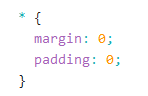 * {
  margin: 0;
  padding: 0;
}